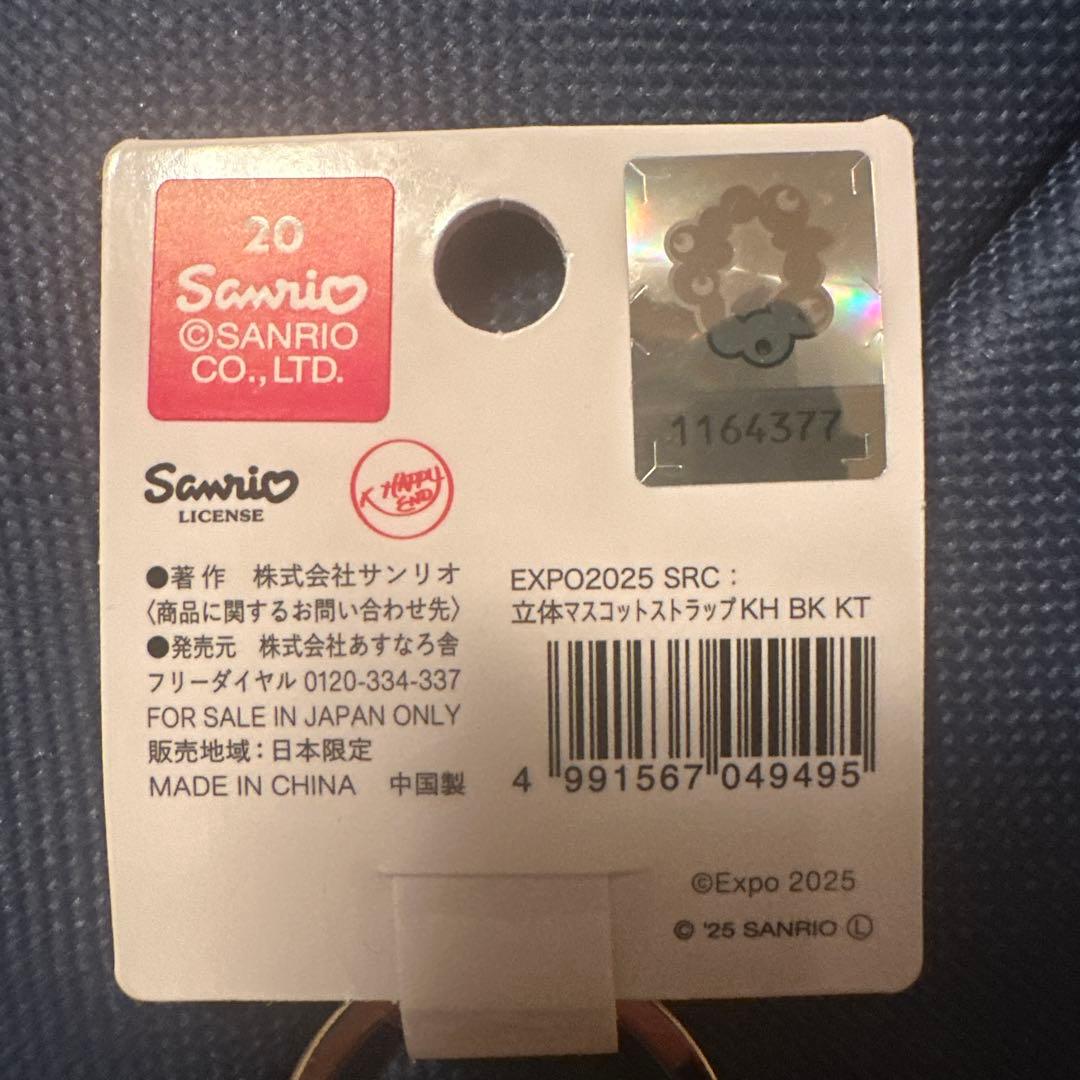 20
Sanrio
©SANRIO
CO., LTD.
1164377
Sanrio
LICENSE
HAPPY
END
●著作 株式会社サンリオ
〈商品に関するお問い合わせ先〉
●発売元 株式会社あすなろ舎
フリーダイヤル 0120-334-337
FOR SALE IN JAPAN ONLY
販売地域：日本限定
MADE IN CHINA 中国製
EXPO2025 SRC：
立体マスコットストラップKH BK KT
4 991567 049495
©Expo 2025
© '25 SANRIO Ⓛ